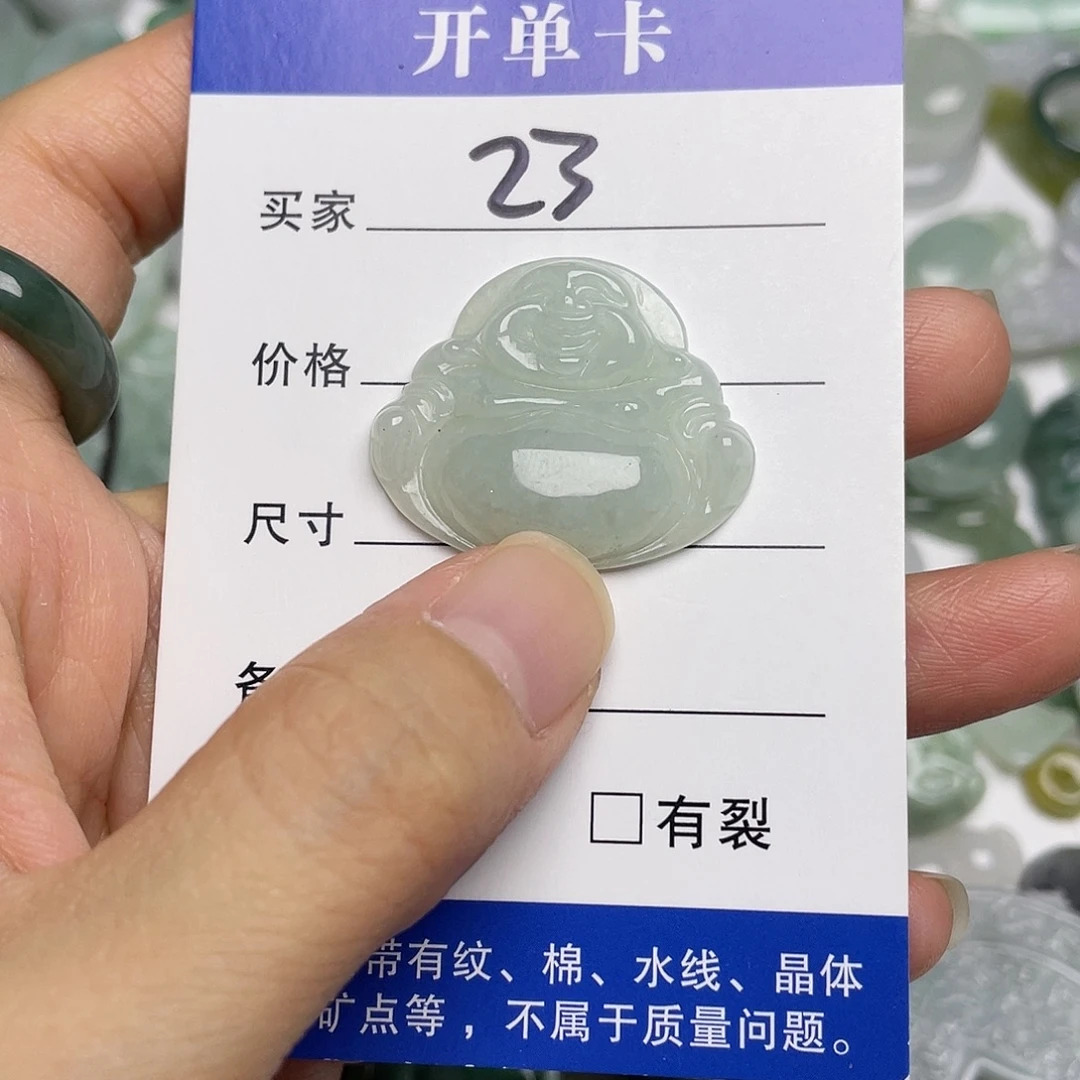 开单卡
买家 23
价格
尺寸
备
有裂
带有纹、棉、水线、晶体
矿点等，不属于质量问题。